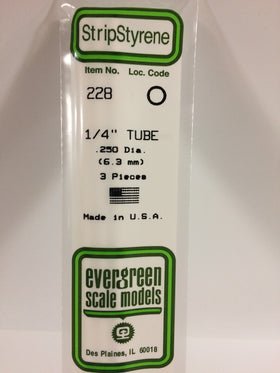 StripStyrene
Item No. Loc. Code
228 O
1/4" TUBE
.250 Dia.
(6.3 mm)
3 Pieces
Made in U.S.A.
evergreen
scale models
Des Plaines, IL 60018